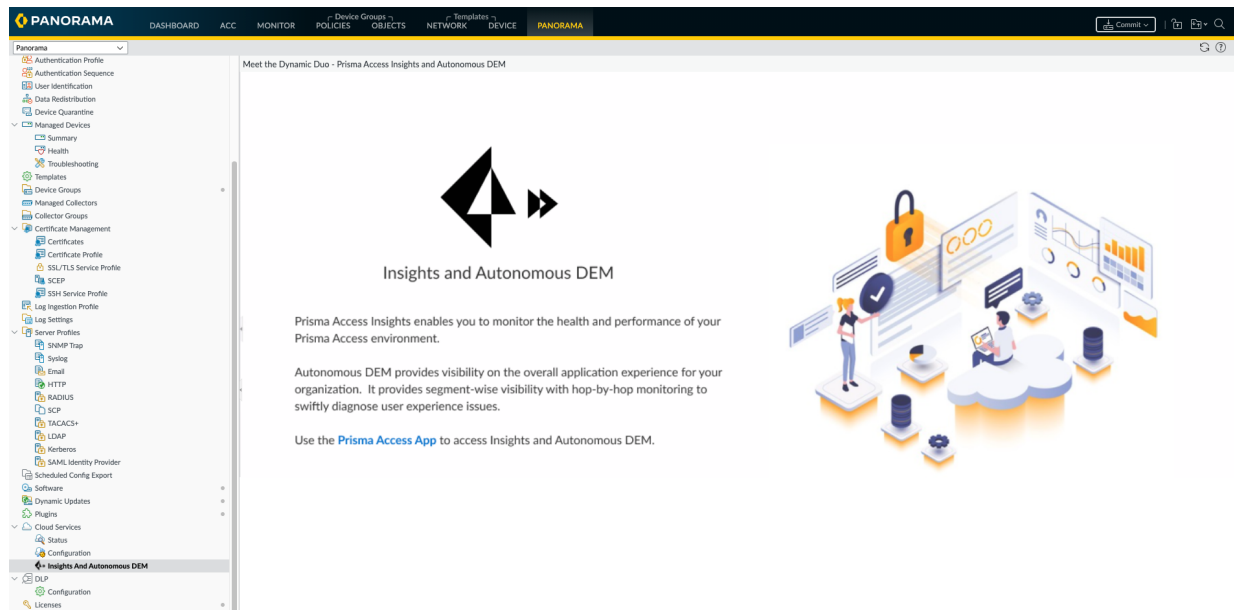 PANORAMA
DASHBOARD ACC MONITOR Device Groups POLICIES OBJECTS Templates NETWORK DEVICE PANORAMA
Commit
Panorama
Authentication Profile
Authentication Sequence
User Identification
Data Redistribution
Device Quarantine
Managed Devices
Summary
Health
Troubleshooting
Templates
Device Groups
Managed Collectors
Collector Groups
Certificate Management
Certificates
Certificate Profile
SSL/TLS Service Profile
SCEP
SSH Service Profile
Log Ingestion Profile
Log Settings
Server Profiles
SNMP Trap
Syslog
Email
HTTP
RADIUS
SCP
TACACS+
LDAP
Kerberos
SAML Identity Provider
Scheduled Config Export
Software
Dynamic Updates
Plugins
Cloud Services
Status
Configuration
Insights And Autonomous DEM
DLP
Configuration
Licenses
Meet the Dynamic Duo - Prisma Access Insights and Autonomous DEM
Insights and Autonomous DEM
Prisma Access Insights enables you to monitor the health and performance of your
Prisma Access environment.
Autonomous DEM provides visibility on the overall application experience for your
organization. It provides segment-wise visibility with hop-by-hop monitoring to
swiftly diagnose user experience issues.
Use the Prisma Access App to access Insights and Autonomous DEM.